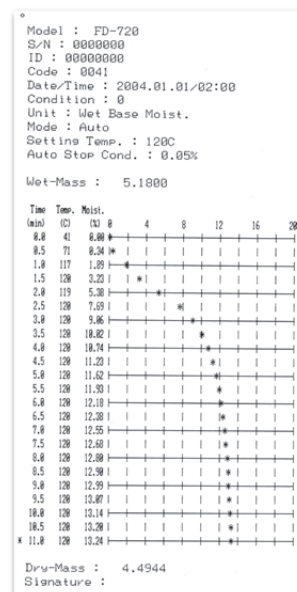 Model : FD-720
S/N : 0000000
ID : 00000000
Code : 0041
Date/Time : 2004.01.01/02:00
Condition : 0
Unit : Wet Base Moist.
Mode : Auto
Setting Temp. : 120C
Auto Stop Cond. : 0.05%
Wet-Mass : 5.1800
Time Temp. Moist.
(min) (C) (%) 0 4 8 12 16 20
0.0 41 0.00
0.5 71 0.34
1.0 117 1.89
1.5 120 3.23
2.0 119 5.38
2.5 120 7.69
3.0 120 9.06
3.5 120 10.02
4.0 120 10.74
4.5 120 11.23
5.0 120 11.62
5.5 120 11.93
6.0 120 12.18
6.5 120 12.38
7.0 120 12.55
7.5 120 12.68
8.0 120 12.80
8.5 120 12.90
9.0 120 12.99
9.5 120 13.07
10.0 120 13.14
10.5 120 13.20
* 11.0 120 13.24
Dry-Mass : 4.4944
Signature :